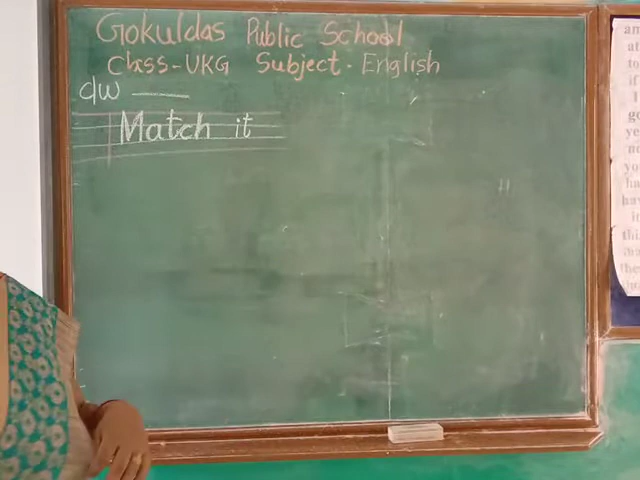 Gokuldas Public School
Class-UKG Subject. English
c/w
Match it